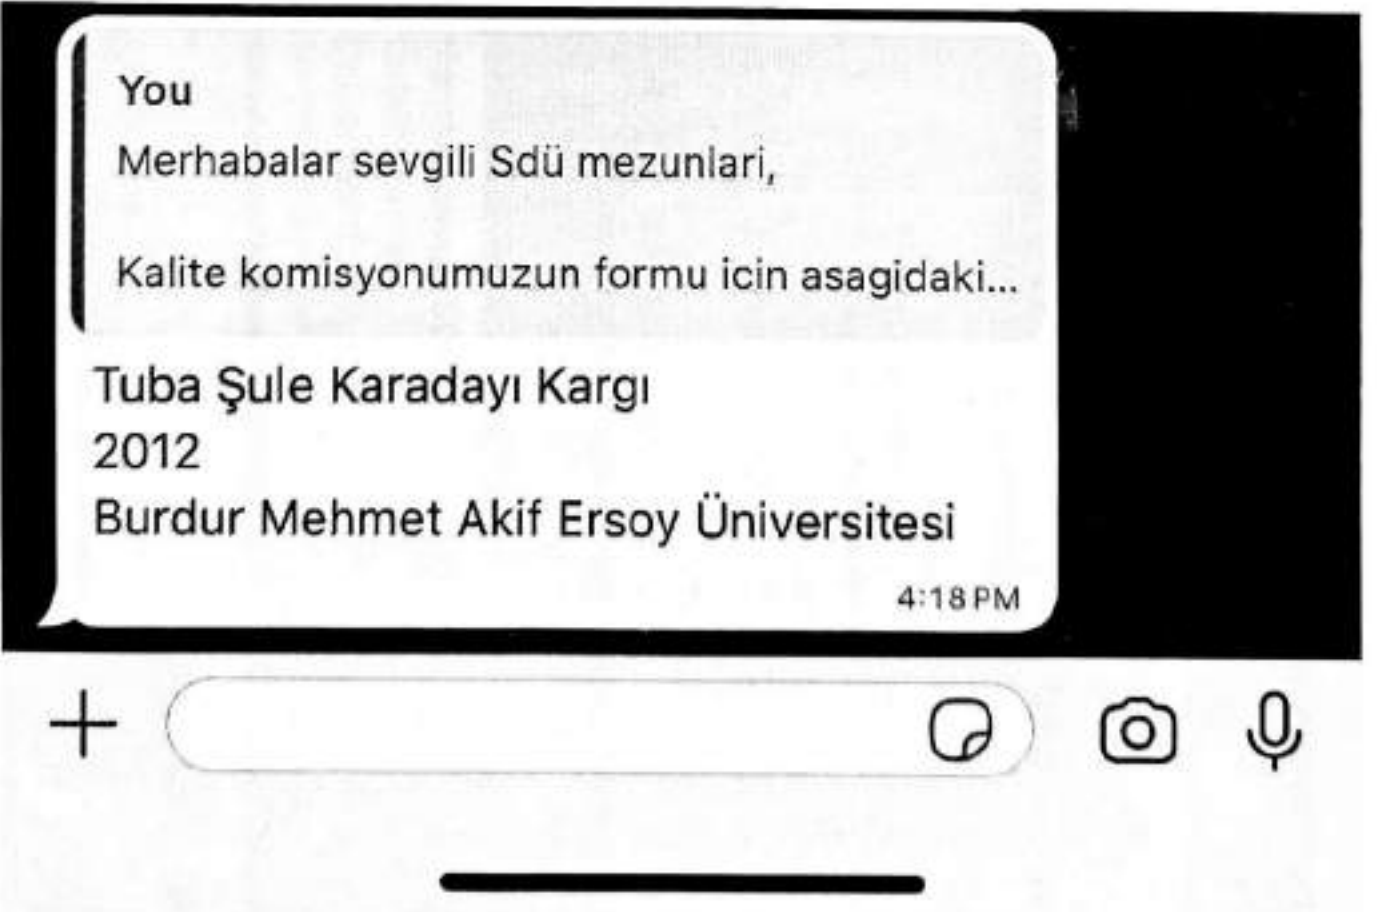 You
Merhabalar sevgili Sdü mezunlari,
Kalite komisyonumuzun formu icin asagidaki...
Tuba Şule Karadayı Kargı
2012
Burdur Mehmet Akif Ersoy Üniversitesi
4:18 PM